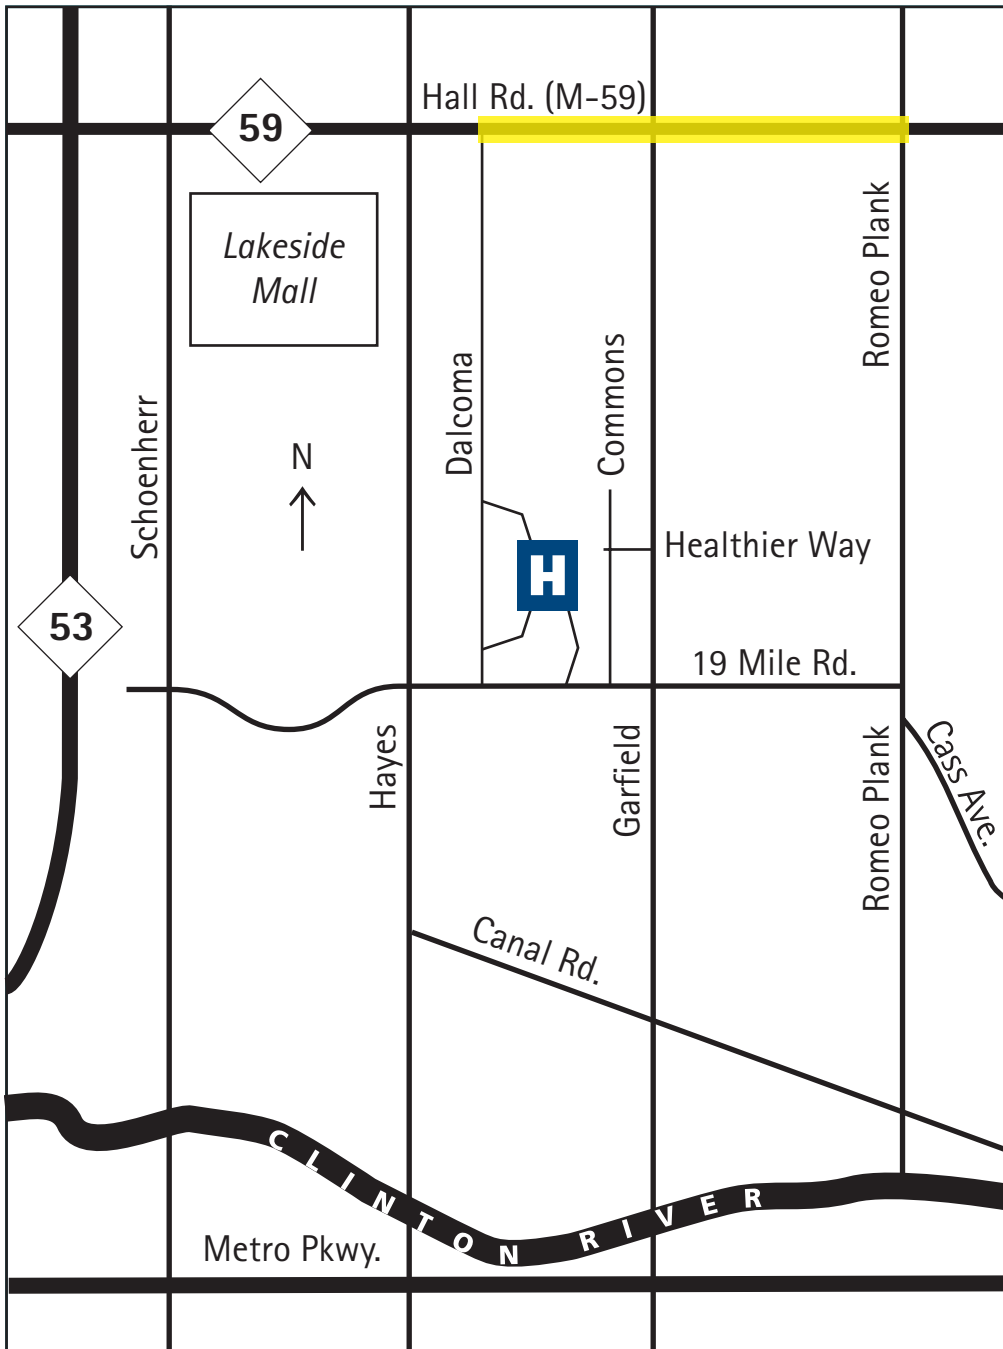 Hall Rd. (M-59)
59
Lakeside
Mall
Romeo Plank
Dalcoma
Commons
Schoenherr
N
H
Healthier Way
53
19 Mile Rd.
Hayes
Garfield
Romeo Plank
Cass Ave.
Canal Rd.
CLINTON RIVER
Metro Pkwy.